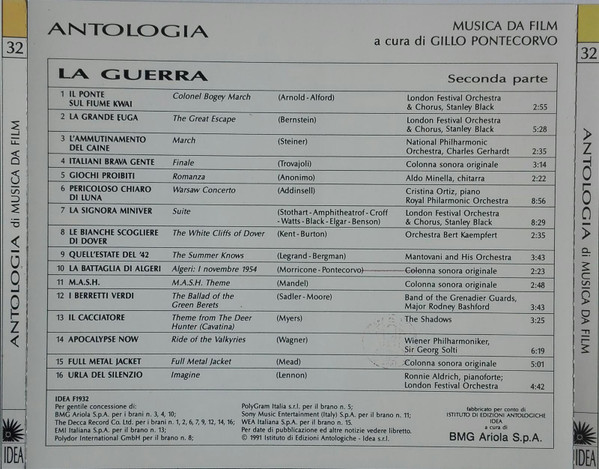 ANTOLOGIA
MUSICA DA FILM
a cura di GILLO PONTECORVO
LA GUERRA
Seconda parte
1 IL PONTE SUL FIUME KWAI Colonel Bogey March (Arnold - Alford) London Festival Orchestra & Chorus, Stanley Black 2:55
2 LA GRANDE EUGA The Great Escape (Bernstein) London Festival Orchestra & Chorus, Stanley Black 5:28
3 L'AMMUTINAMENTO DEL CAINE March (Steiner) National Philharmonic Orchestra, Charles Gerhardt 2:35
4 ITALIANI BRAVA GENTE Finale (Trovajoli) Colonna sonora originale 3:14
5 GIOCHI PROIBITI Romanza (Anonimo) Aldo Minella, chitarra 2:22
6 PERICOLOSO CHIARO DI LUNA Warsaw Concerto (Addinsell) Cristina Ortiz, piano Royal Philharmonic Orchestra 8:56
7 LA SIGNORA MINIVER Suite (Stothart - Amphitheatrof - Croff - Watts - Black - Elgar - Benson) London Festival Orchestra & Chorus, Stanley Black 8:29
8 LE BIANCHE SCOGLIERE DI DOVER The White Cliffs of Dover (Kent - Burton) Orchestra Bert Kaempfert 2:35
9 QUELL'ESTATE DEL '42 The Summer Knows (Legrand - Bergman) Mantovani and His Orchestra 3:43
10 LA BATTAGLIA DI ALGERI Algeri: 1 novembre 1954 (Morricone - Pontecorvo) Colonna sonora originale 2:23
11 M.A.S.H. M.A.S.H. Theme (Mandel) Colonna sonora originale 2:48
12 I BERRETTI VERDI The Ballad of the Green Berets (Sadler - Moore) Band of the Grenadier Guards, Major Rodney Bashford 3:43
13 IL CACCIATORE Theme from The Deer Hunter (Cavatina) (Myers) The Shadows 3:25
14 APOCALYPSE NOW Ride of the Valkyries (Wagner) Wiener Philharmoniker, Sir Georg Solti 6:19
15 FULL METAL JACKET Full Metal Jacket (Mead) Colonna sonora originale 5:01
16 URLA DEL SILENZIO Imagine (Lennon) Ronnie Aldrich, pianoforte; London Festival Orchestra 4:42
IDEA F1932
Per gentile concessione di:
BMG Ariola S.p.A. per i brani n. 3, 4, 10;
The Decca Record Co. Ltd. per i brani n. 1, 2, 6, 7, 9, 12, 14, 16;
EMI Italiana S.p.A. per il brano n. 13;
Polydor International GmbH per il brano n. 8;
PolyGram Italia s.r.l. per il brano n. 5;
Sony Music Entertainment (Italy) S.p.A. per il brano n. 11;
WEA Italiana S.p.A. per il brano n. 15.
Per date di pubblicazione ed altre notizie vedere libretto.
© 1991 Istituto di Edizioni Antologiche - Idea s.r.l.
fabbricato per conto di
ISTITUTO DI EDIZIONI ANTOLOGICHE
IDEA
a cura di
BMG Ariola S.p.A.
32
ANTOLOGIA di MUSICA DA FILM
IDEA
32
ANTOLOGIA di MUSICA DA FILM
IDEA